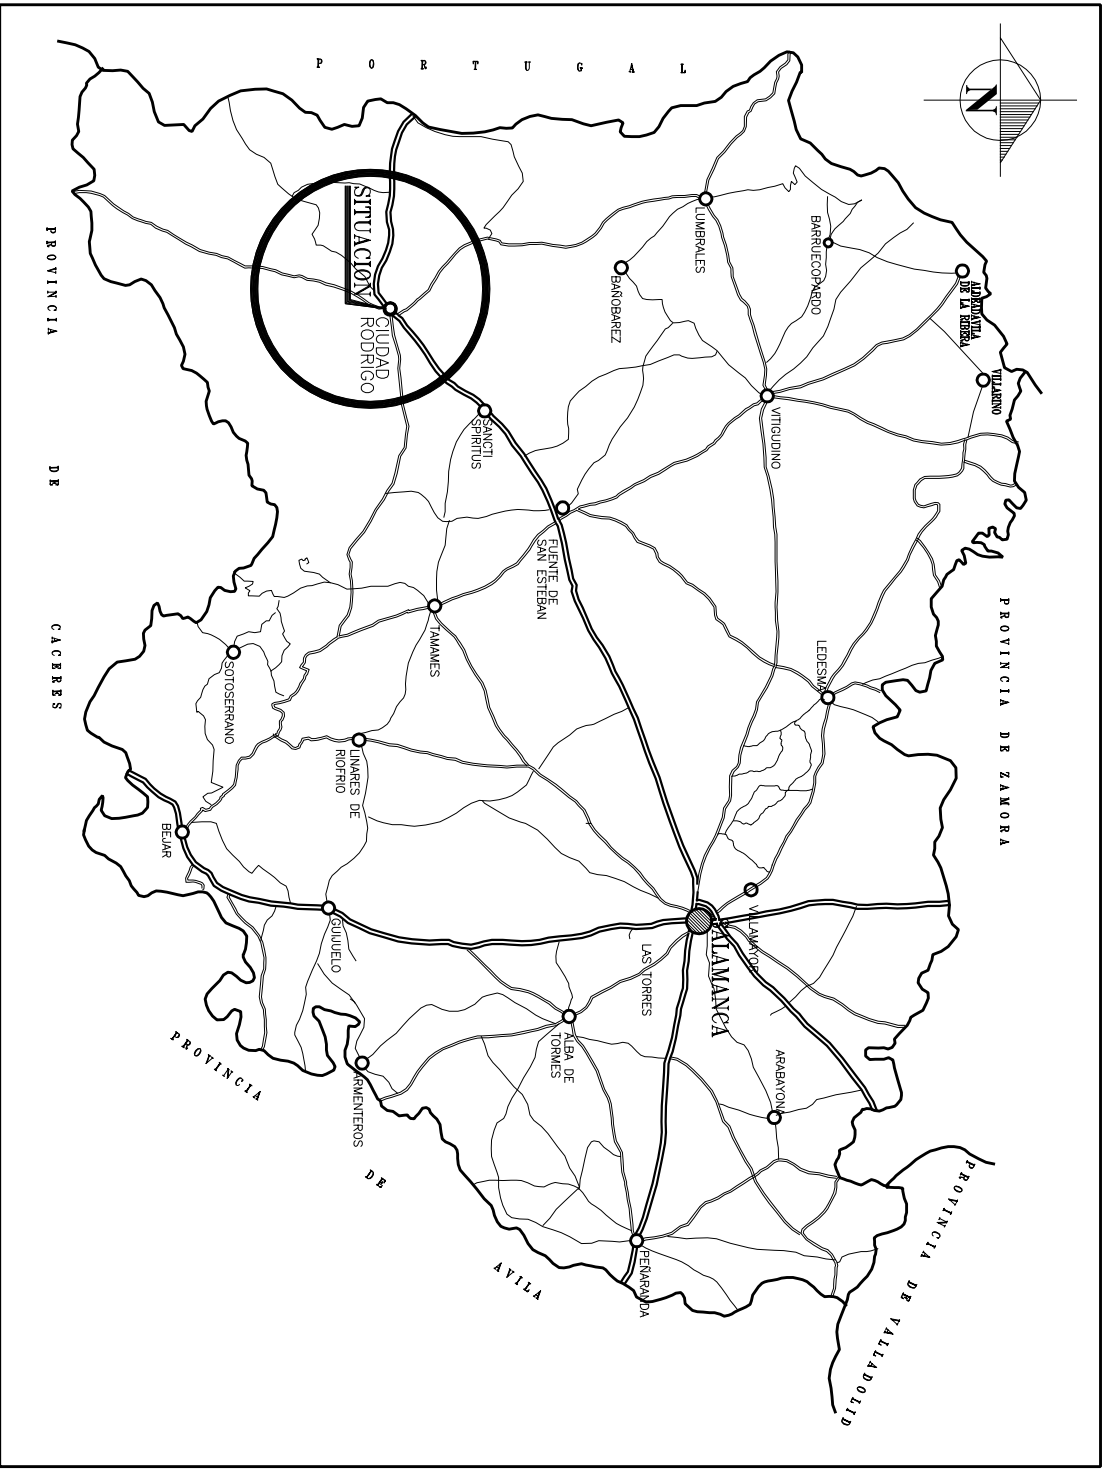 N
PORTUGAL
PROVINCIA DE ZAMORA
PROVINCIA DE VALLADOLID
PROVINCIA DE AVILA
PROVINCIA DE CACERES
ALDEADAVILA
DE LA RIBERA
VILLARINO
BARRUECOPARDO
LUMBRALES
BAÑOBAREZ
VITIGUDINO
SITUACION
CIUDAD
RODRIGO
SANCTI
SPIRITUS
FUENTE DE
SAN ESTEBAN
LEDESMA
TAMAMES
SOTOSERRANO
LINARES DE
RIOFRIO
BEJAR
GUIJUELO
VILLAMAYOR
SALAMANCA
LAS TORRES
ALBA DE
TORMES
ARABAYONA
ARMENTEROS
PEÑARANDA